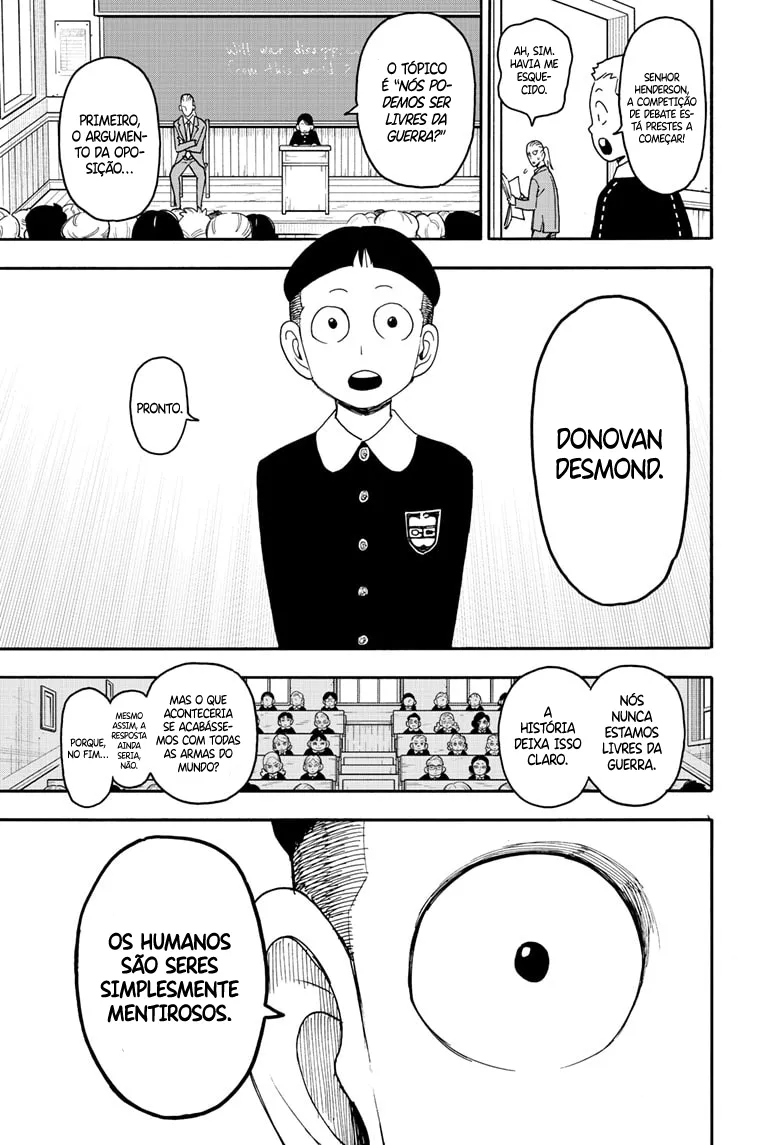 SENHOR
HENDERSON,
A COMPETIÇÃO
DE DEBATE ES-
TÁ PRESTES A
COMEÇAR!
AH, SIM.
HAVIA ME
ESQUE-
CIDO.
Will war disappear
from this world?
O TÓPICO
É "NÓS PO-
DEMOS SER
LIVRES DA
GUERRA?"
PRIMEIRO,
O ARGUMEN-
TO DA OPO-
SIÇÃO...
DONOVAN
DESMOND.
PRONTO.
NÓS
NUNCA
ESTAMOS
LIVRES DA
GUERRA.
A
HISTÓRIA
DEIXA ISSO
CLARO.
MAS O QUE
ACONTECERIA
SE ACABÁSSE-
MOS COM TODAS
AS ARMAS DO
MUNDO?
MESMO
ASSIM, A
RESPOSTA
AINDA
SERIA,
NÃO.
PORQUE,
NO FIM...
OS HUMANOS
SÃO SERES
SIMPLESMENTE
MENTIROSOS.